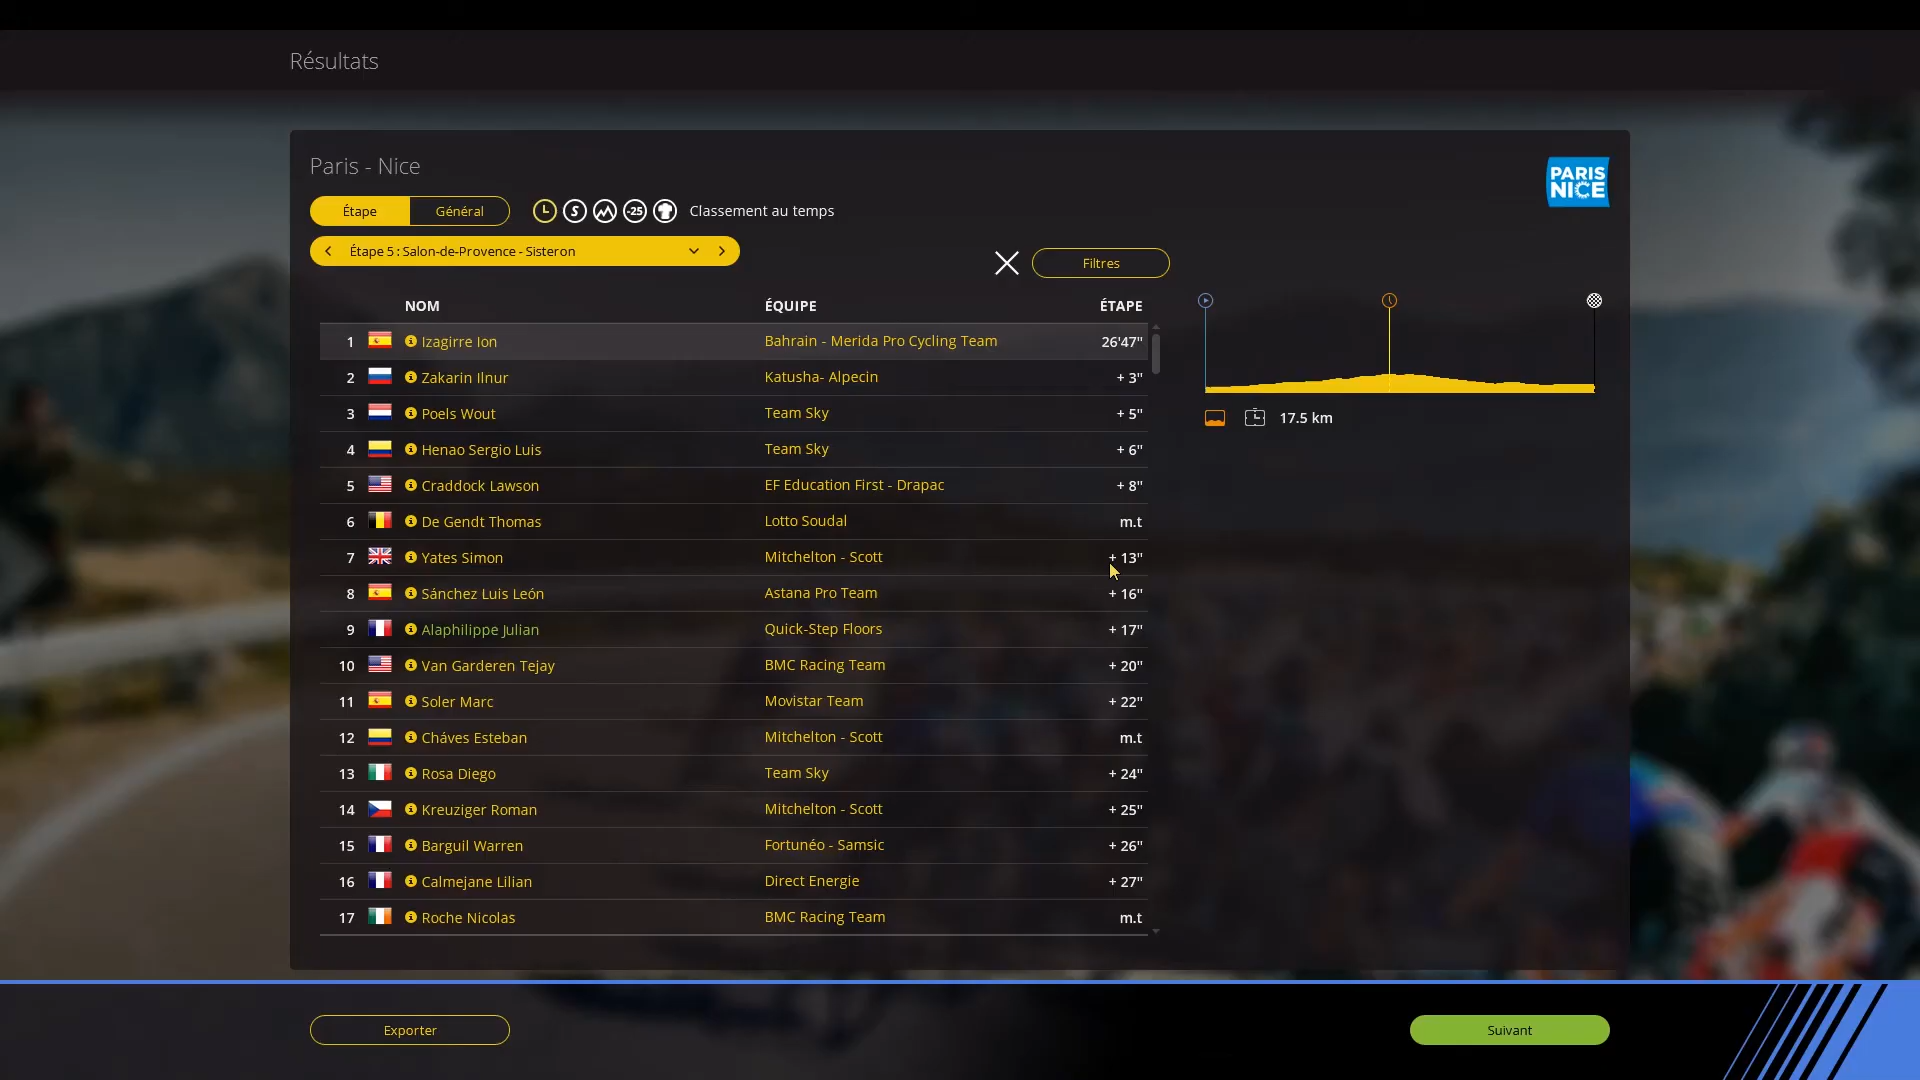 Résultats
Paris - Nice
PARIS
NICE
Étape Général S -25 Classement au temps
Étape 5 : Salon-de-Provence - Sisteron
Filtres
NOM ÉQUIPE ÉTAPE
1 Izagirre Ion Bahrain - Merida Pro Cycling Team 26'47''
2 Zakarin Ilnur Katusha- Alpecin + 3''
3 Poels Wout Team Sky + 5''
4 Henao Sergio Luis Team Sky + 6''
5 Craddock Lawson EF Education First - Drapac + 8''
6 De Gendt Thomas Lotto Soudal m.t
7 Yates Simon Mitchelton - Scott + 13''
8 Sánchez Luis León Astana Pro Team + 16''
9 Alaphilippe Julian Quick-Step Floors + 17''
10 Van Garderen Tejay BMC Racing Team + 20''
11 Soler Marc Movistar Team + 22''
12 Cháves Esteban Mitchelton - Scott m.t
13 Rosa Diego Team Sky + 24''
14 Kreuziger Roman Mitchelton - Scott + 25''
15 Barguil Warren Fortunéo - Samsic + 26''
16 Calmejane Lilian Direct Energie + 27''
17 Roche Nicolas BMC Racing Team m.t
17.5 km
Exporter
Suivant